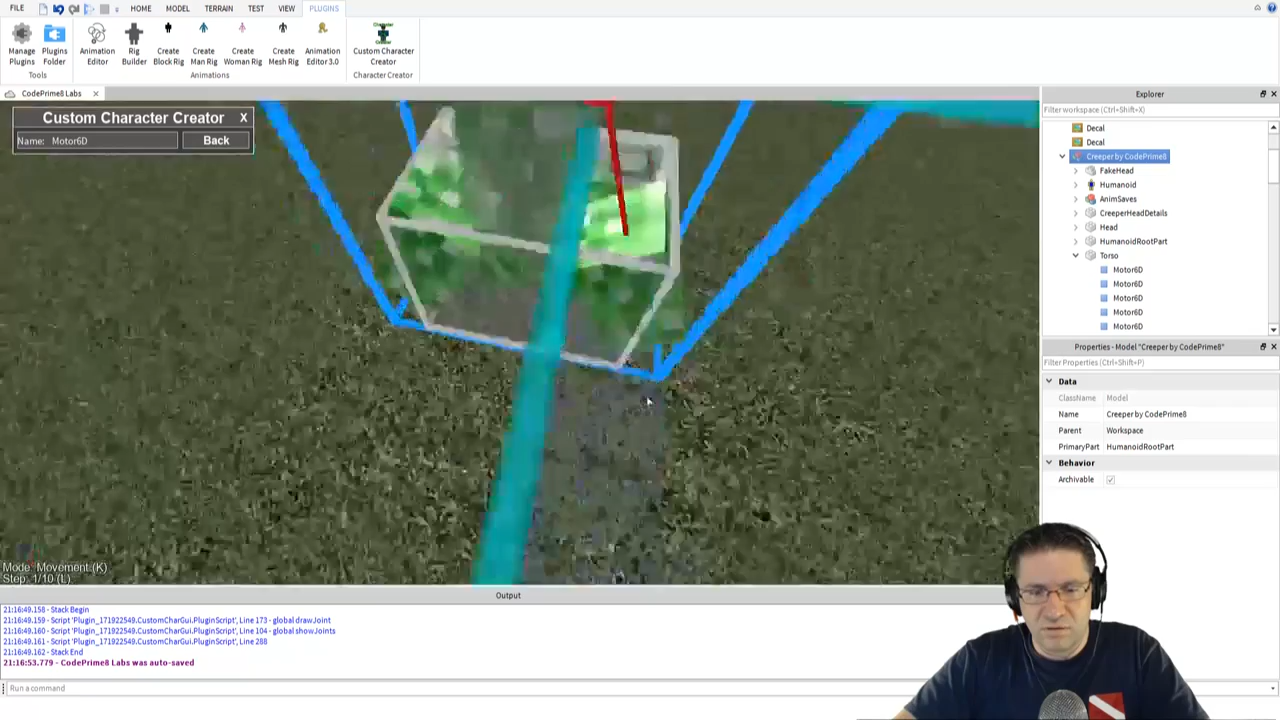 FILE HOME MODEL TERRAIN TEST VIEW PLUGINS
Manage Plugins
Plugins Folder
Animation Editor
Rig Builder
Create Block Rig
Create Man Rig
Create Woman Rig
Create Mesh Rig
Animation Editor 3.0
Custom Character Creator
Tools
Animations
Character Creator
CodePrime8 Labs x
Custom Character Creator X
Name: Motor6D Back
Mode: Movement (K)
Step: 1/10 (L)
Explorer
Filter workspace (Ctrl+Shift+X)
Decal
Decal
Creeper by CodePrime8
FakeHead
Humanoid
AnimSaves
CreeperHeadDetails
Head
HumanoidRootPart
Torso
Motor6D
Motor6D
Motor6D
Motor6D
Motor6D
Properties - Model "Creeper by CodePrime8"
Filter Properties (Ctrl+Shift+P)
Data
ClassName Model
Name Creeper by CodePrime8
Parent Workspace
PrimaryPart HumanoidRootPart
Behavior
Archivable
Output
21:16:49.158 - Stack Begin
21:16:49.159 - Script 'Plugin_171922549.CustomCharGui.PluginScript', Line 173 - global drawJoint
21:16:49.160 - Script 'Plugin_171922549.CustomCharGui.PluginScript', Line 104 - global showJoints
21:16:49.161 - Script 'Plugin_171922549.CustomCharGui.PluginScript', Line 288
21:16:49.162 - Stack End
21:16:53.779 - CodePrime8 Labs was auto-saved
Run a command